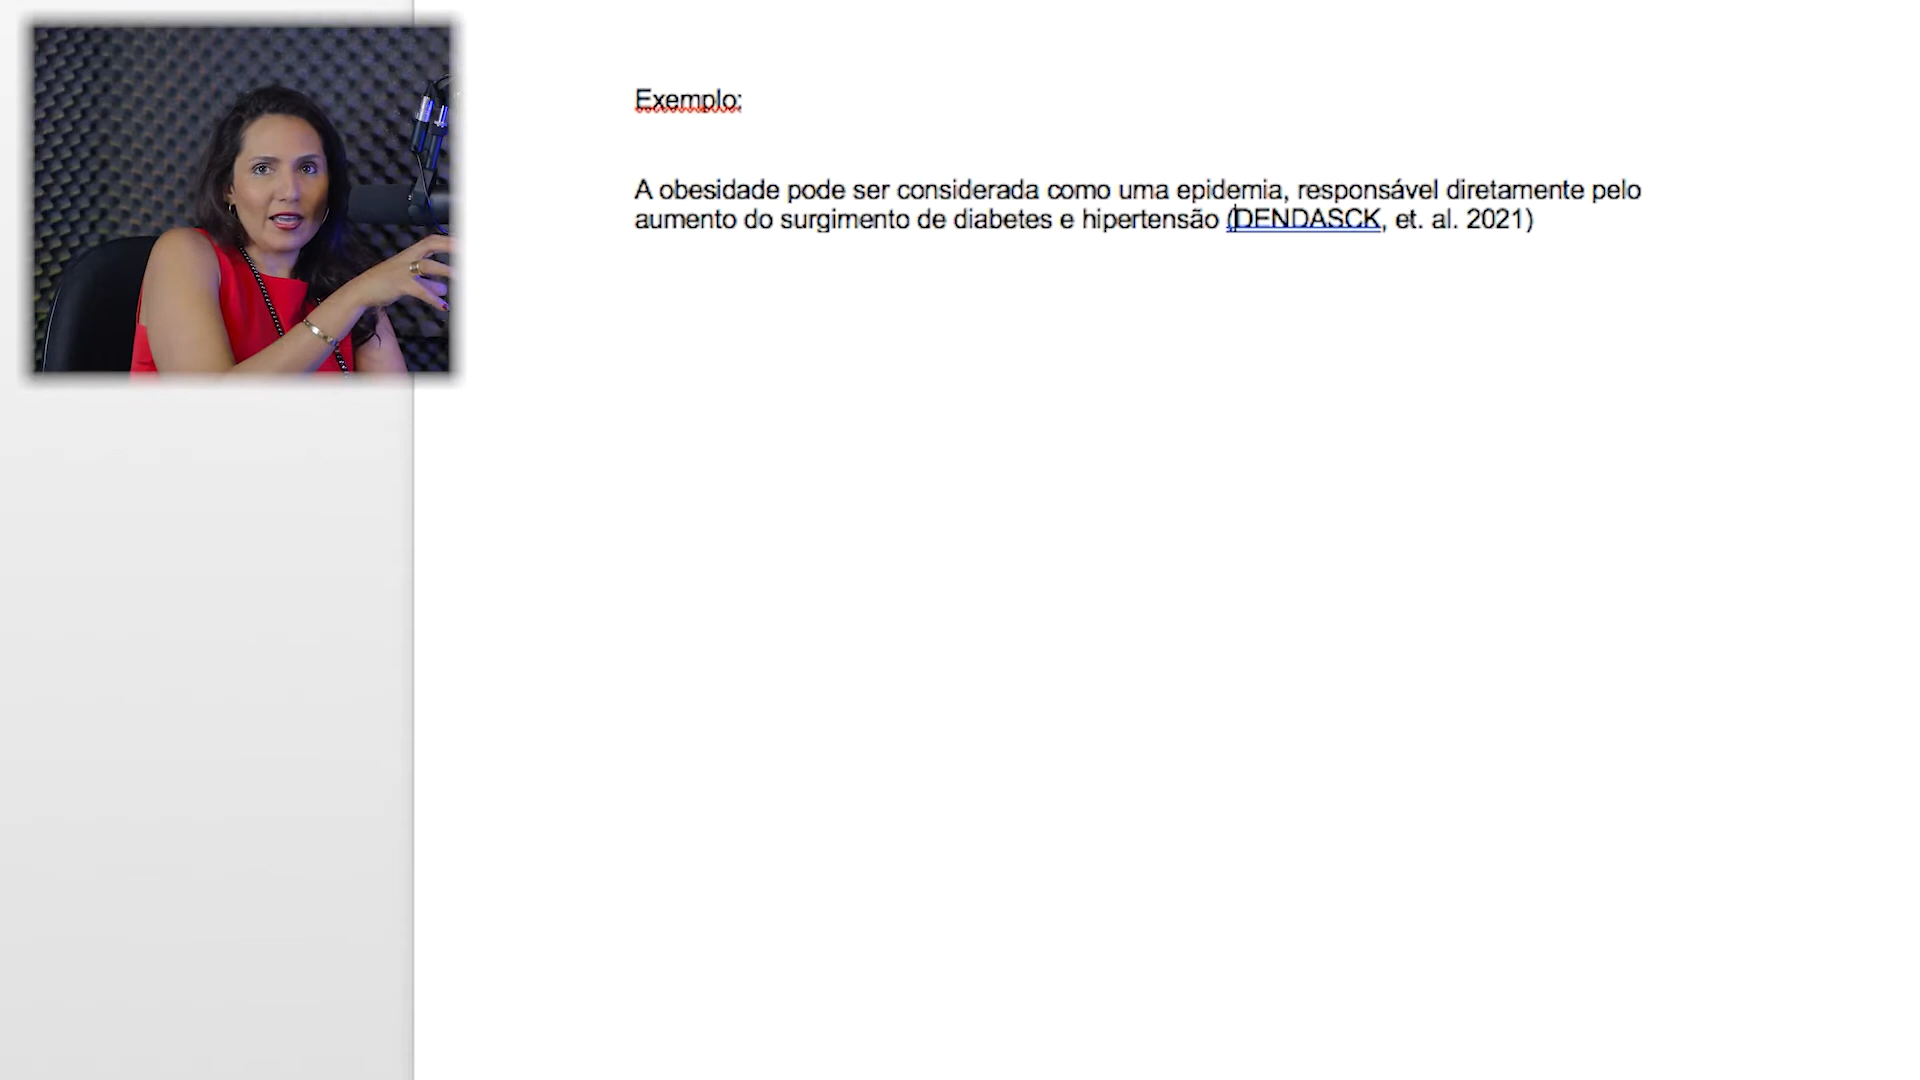 Exemplo:
A obesidade pode ser considerada como uma epidemia, responsável diretamente pelo
aumento do surgimento de diabetes e hipertensão (DENDASCK, et. al. 2021)